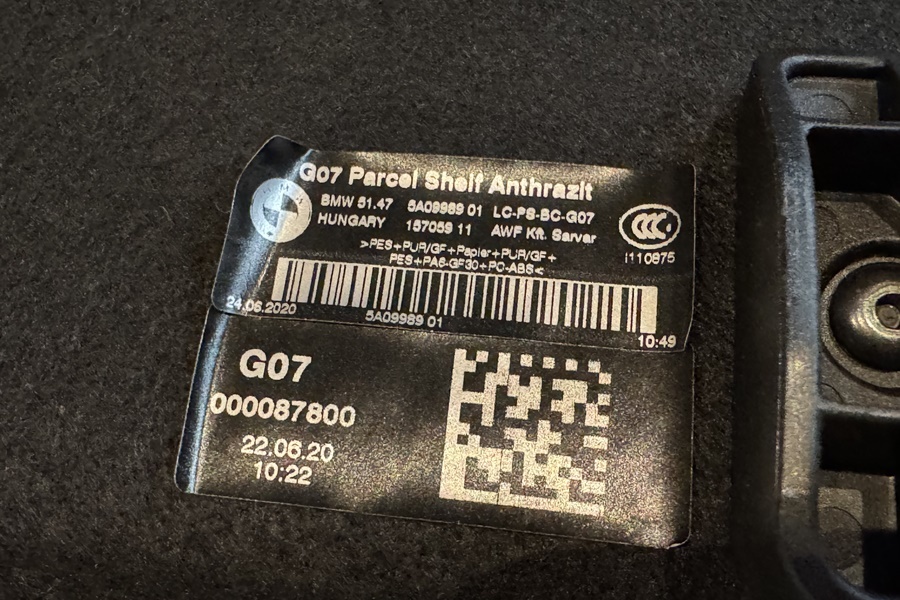 G07 Parcel Shelf Anthrazit
BMW 51.47 5A09989 01 LC-PS-BC-G07
HUNGARY 157059 11 AWF Kft. Sarvar
>PES+PUR/GF+Papier+PUR/GF+
PES+PA6-GF30+PC-ABS<
CCC
I110875
24.06.2020
5A09989 01
10:49
G07
000087800
22.06.20
10:22